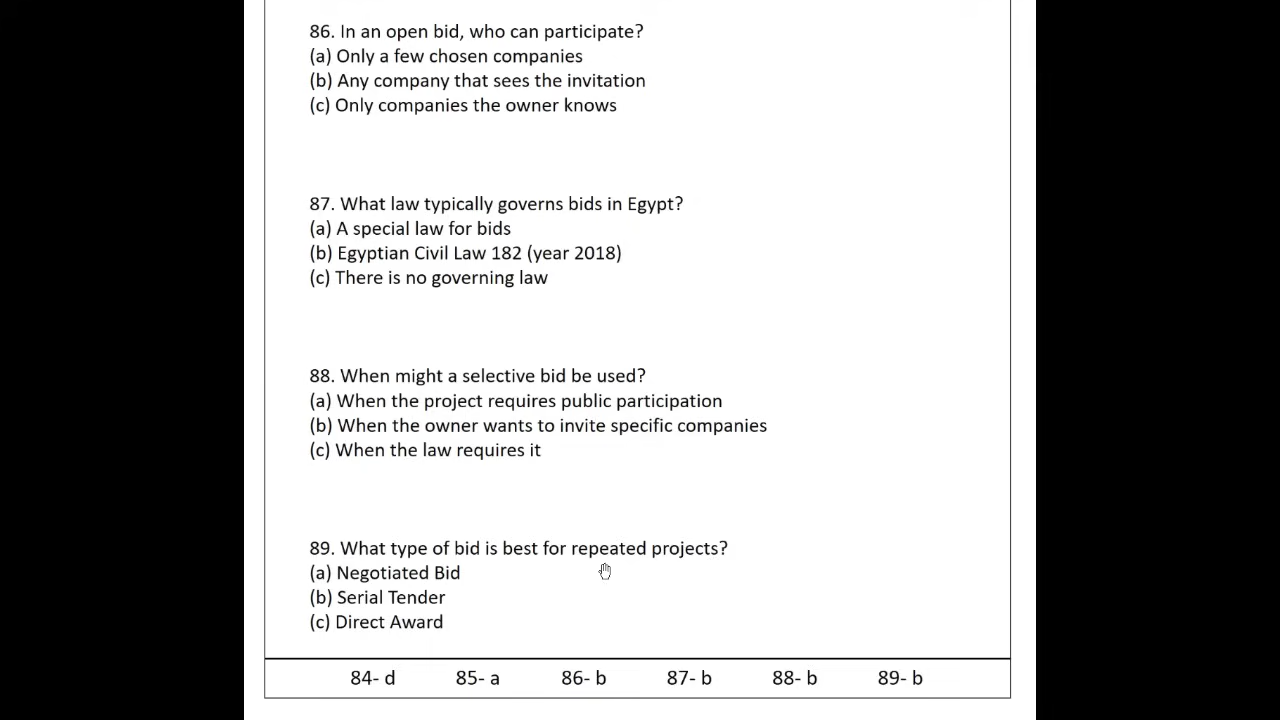 86. In an open bid, who can participate?
(a) Only a few chosen companies
(b) Any company that sees the invitation
(c) Only companies the owner knows
87. What law typically governs bids in Egypt?
(a) A special law for bids
(b) Egyptian Civil Law 182 (year 2018)
(c) There is no governing law
88. When might a selective bid be used?
(a) When the project requires public participation
(b) When the owner wants to invite specific companies
(c) When the law requires it
89. What type of bid is best for repeated projects?
(a) Negotiated Bid
(b) Serial Tender
(c) Direct Award
84- d 85- a 86- b 87- b 88- b 89- b